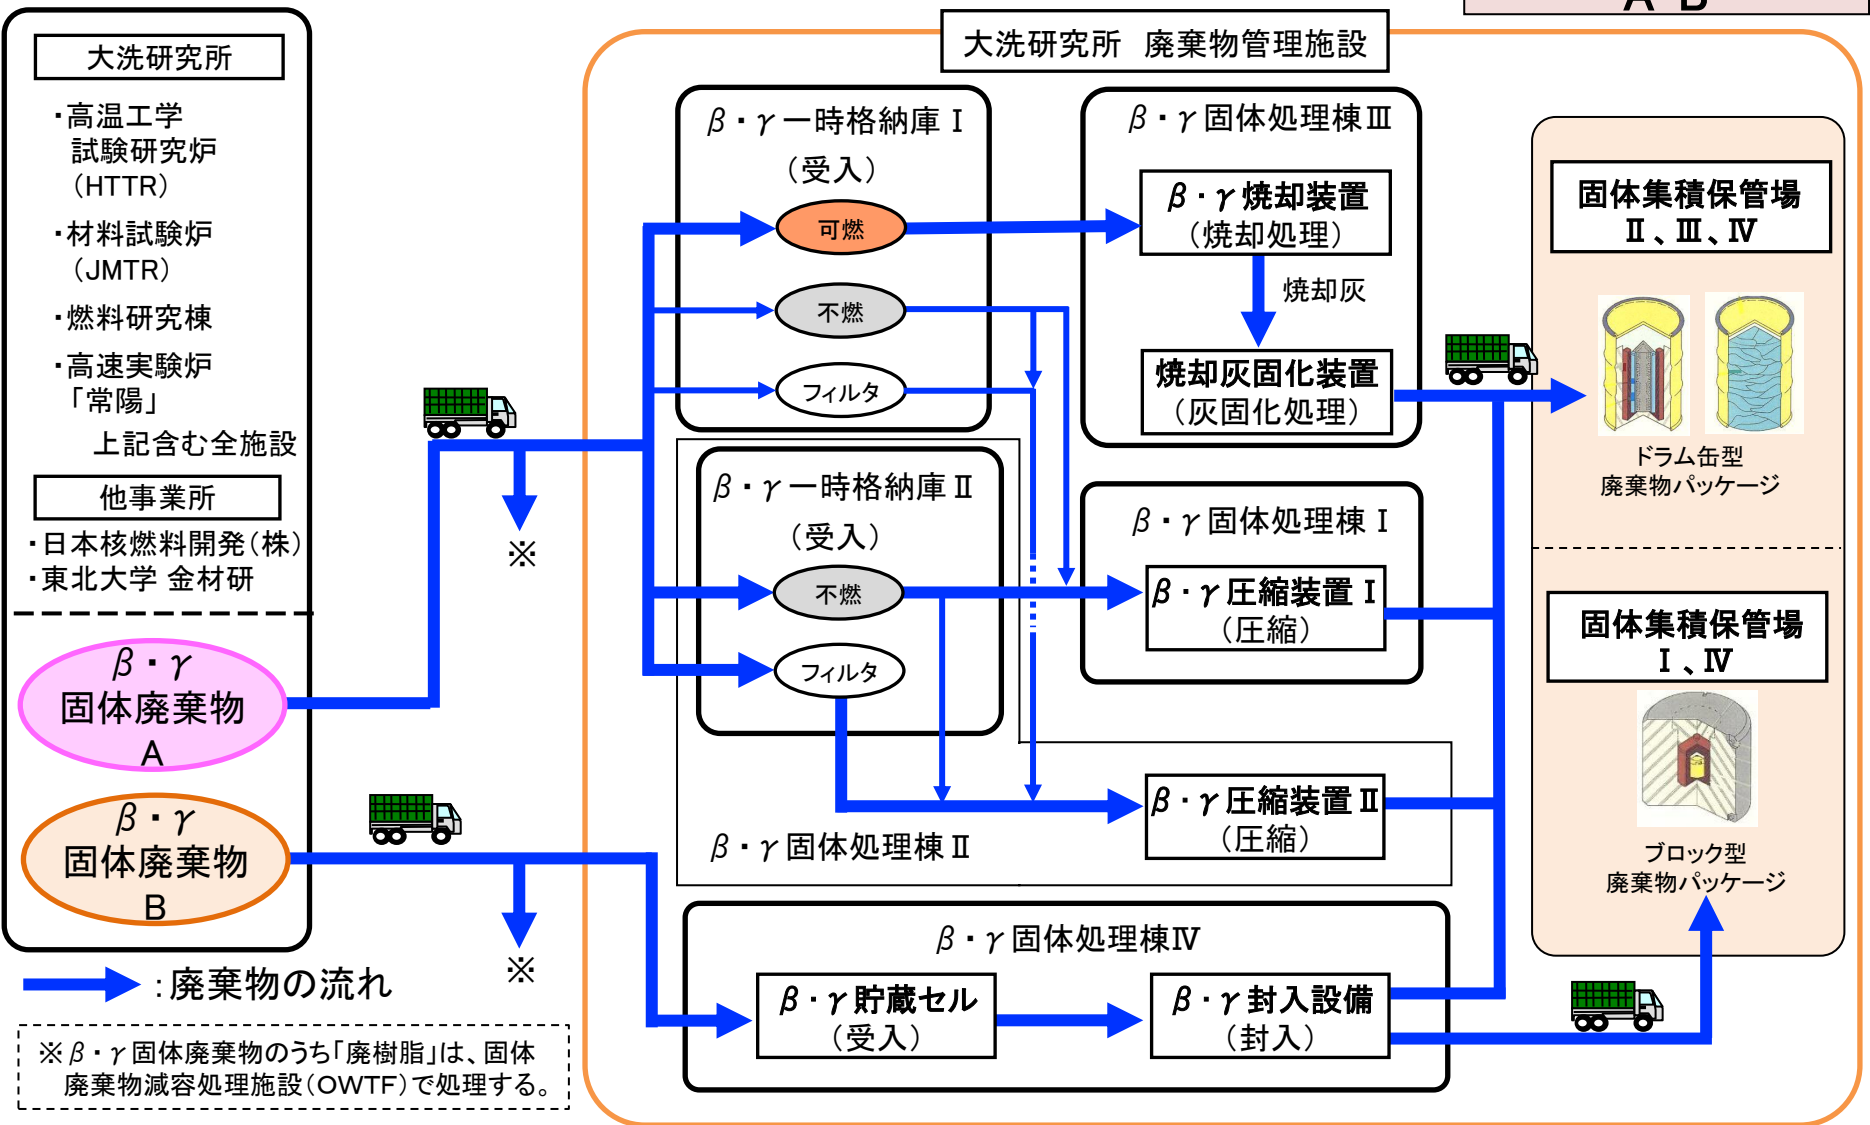 A B
大洗研究所
・高温工学
試験研究炉
（HTTR）
・材料試験炉
（JMTR）
・燃料研究棟
・高速実験炉
「常陽」
上記含む全施設
他事業所
・日本核燃料開発（株）
・東北大学 金材研
β・γ
固体廃棄物
A
β・γ
固体廃棄物
B
：廃棄物の流れ
※β・γ固体廃棄物のうち「廃樹脂」は、固体
廃棄物減容処理施設（OWTF）で処理する。
※
※
大洗研究所　廃棄物管理施設
β・γ一時格納庫Ⅰ
（受入）
可燃
不燃
フィルタ
β・γ一時格納庫Ⅱ
（受入）
不燃
フィルタ
β・γ固体処理棟Ⅱ
β・γ固体処理棟Ⅲ
β・γ焼却装置
（焼却処理）
焼却灰
焼却灰固化装置
（灰固化処理）
β・γ固体処理棟Ⅰ
β・γ圧縮装置Ⅰ
（圧縮）
β・γ圧縮装置Ⅱ
（圧縮）
β・γ固体処理棟Ⅳ
β・γ貯蔵セル
（受入）
β・γ封入設備
（封入）
固体集積保管場
Ⅱ、Ⅲ、Ⅳ
ドラム缶型
廃棄物パッケージ
固体集積保管場
Ⅰ、Ⅳ
ブロック型
廃棄物パッケージ